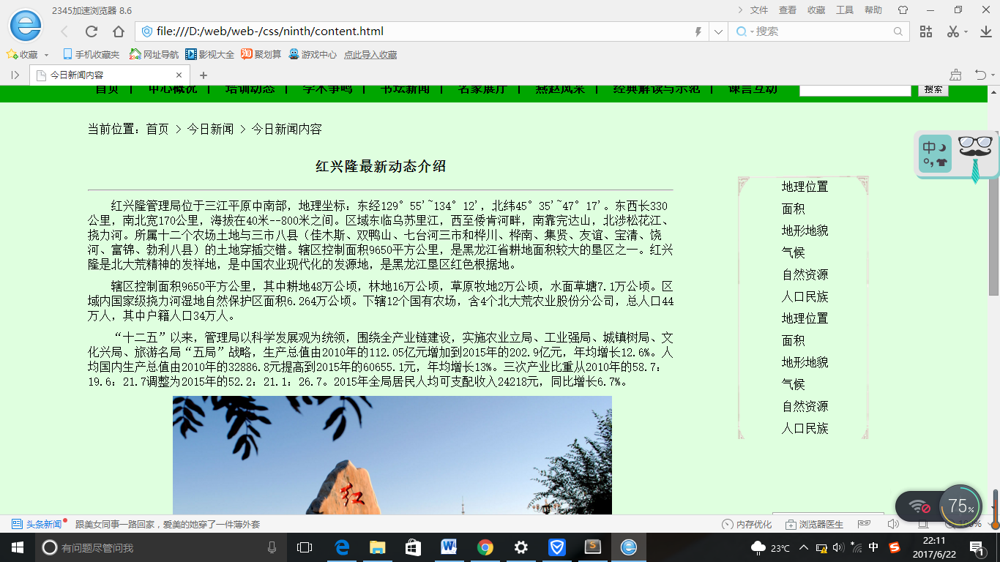 2345加速浏览器 8.6
文件 查看 收藏 工具 帮助
file:///D:/web/web-/css/ninth/content.html
搜索
收藏 手机收藏夹 网址导航 影视大全 聚划算 游戏中心 点此导入收藏
今日新闻内容
首页 | 中心概况 | 培训动态 | 学术争鸣 | 书坛新闻 | 名家展厅 | 燕赵风采 | 经典解读与示范 | 课言互动 搜索
当前位置：首页 > 今日新闻 > 今日新闻内容
红兴隆最新动态介绍
红兴隆管理局位于三江平原中南部，地理坐标：东经129°55'~134°12'，北纬45°35'~47°17'。东西长330
公里，南北宽170公里，海拔在40米--800米之间。区域东临乌苏里江，西至倭肯河畔，南靠完达山，北涉松花江、
挠力河。所属十二个农场土地与三市八县（佳木斯、双鸭山、七台河三市和桦川、桦南、集贤、友谊、宝清、饶
河、富锦、勃利八县）的土地穿插交错。辖区控制面积9650平方公里，是黑龙江省耕地面积较大的垦区之一。红兴
隆是北大荒精神的发祥地，是中国农业现代化的发源地，是黑龙江垦区红色根据地。
辖区控制面积9650平方公里，其中耕地48万公顷，林地16万公顷，草原牧地2万公顷，水面草塘7.1万公顷。区
域内国家级挠力河湿地自然保护区面积6.264万公顷。下辖12个国有农场，含4个北大荒农业股份分公司，总人口44
万人，其中户籍人口34万人。
“十二五”以来，管理局以科学发展观为统领，围绕全产业链建设，实施农业立局、工业强局、城镇树局、文
化兴局、旅游名局“五局”战略，生产总值由2010年的112.05亿元增加到2015年的202.9亿元，年均增长12.6%。人
均国内生产总值由2010年的32886.8元提高到2015年的60655.1元，年均增长13%。三次产业比重从2010年的58.7：
19.6：21.7调整为2015年的52.2：21.1：26.7。2015年全局居民人均可支配收入24218元，同比增长6.7%。
红
地理位置
面积
地形地貌
气候
自然资源
人口民族
地理位置
面积
地形地貌
气候
自然资源
人口民族
中
75%
头条新闻 跟美女同事一路回家，爱美的她穿了一件薄外套
内存优化 浏览器医生
有问题尽管问我
23℃ 中
22:11
2017/6/22
1